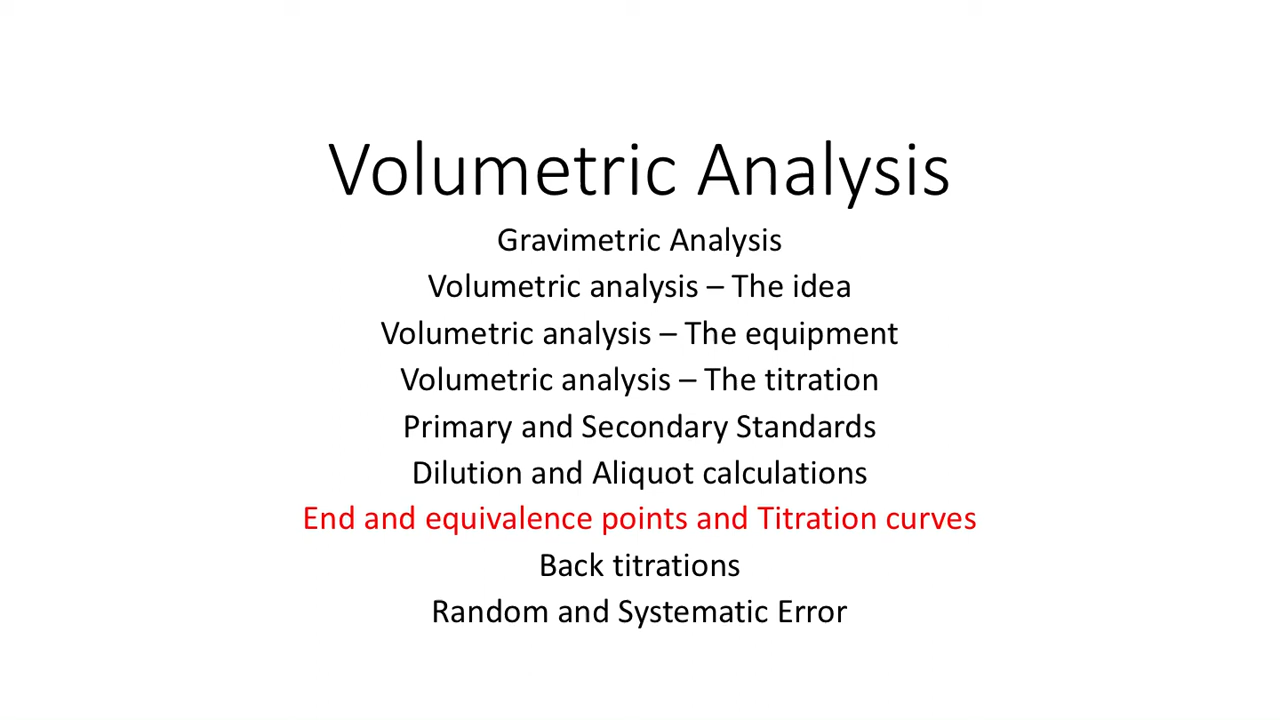 Volumetric Analysis
Gravimetric Analysis
Volumetric analysis – The idea
Volumetric analysis – The equipment
Volumetric analysis – The titration
Primary and Secondary Standards
Dilution and Aliquot calculations
End and equivalence points and Titration curves
Back titrations
Random and Systematic Error